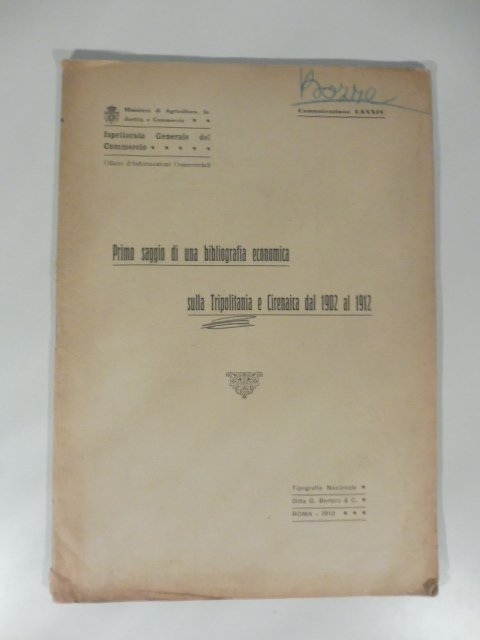 Bozze
Ministero di Agricoltura, In-
dustria e Commercio
Comunicazione CXXXIV
Ispettorato Generale del
Commercio
Ufficio d'Informazioni Commerciali
Primo saggio di una bibliografia economica
sulla Tripolitania e Cirenaica dal 1902 al 1912
Tipografia Nazionale
Ditta G. Bertero & C.
ROMA - 1912